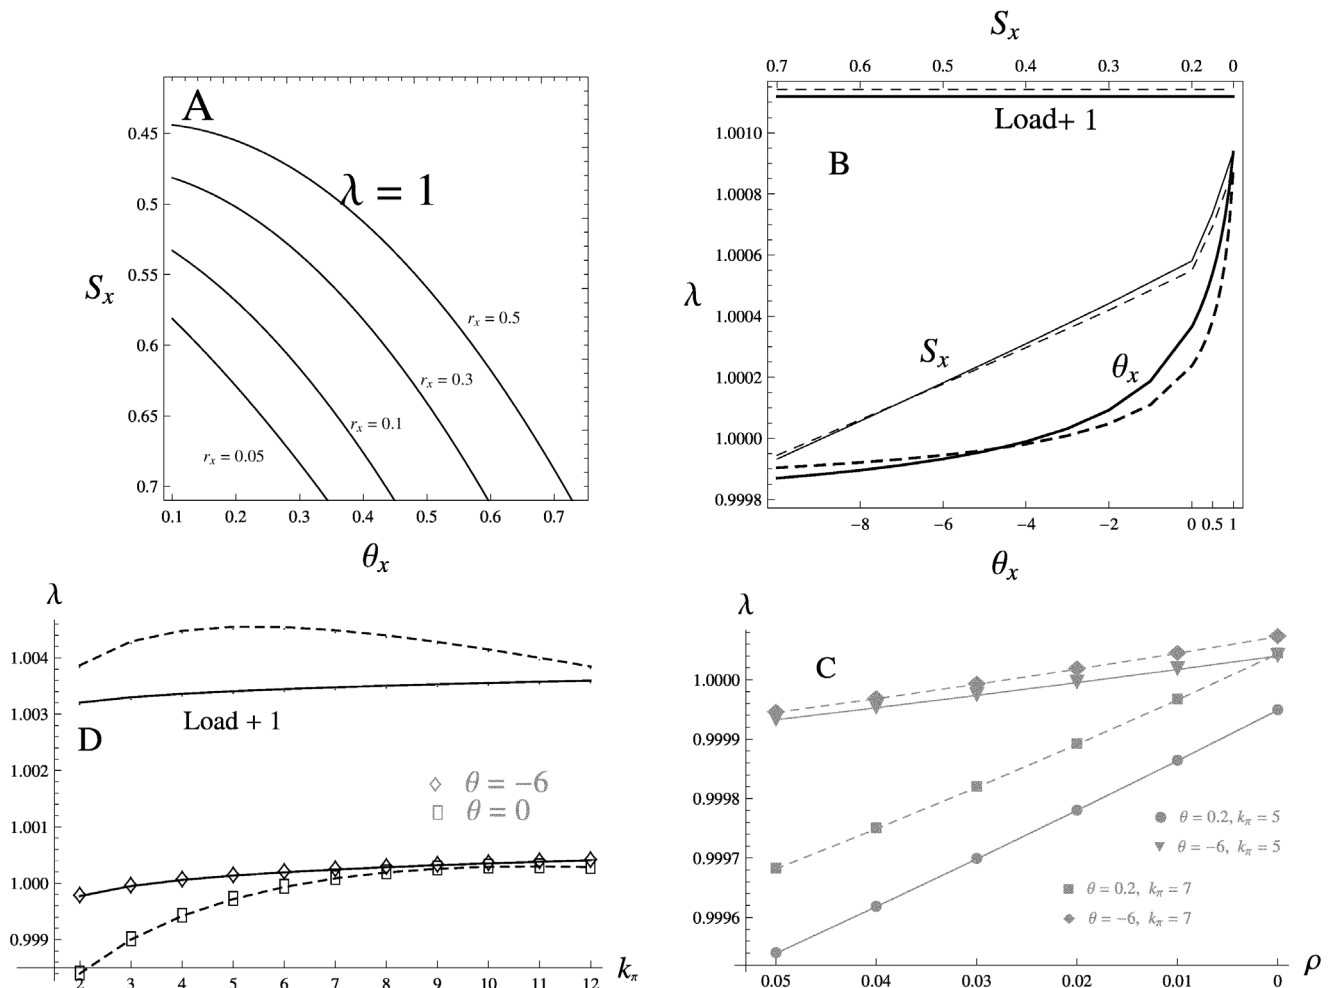 A
0.45
0.5
0.55
0.6
0.65
0.7
S_x
λ = 1
r_x = 0.5
r_x = 0.3
r_x = 0.1
r_x = 0.05
0.1 0.2 0.3 0.4 0.5 0.6 0.7
θ_x
S_x
0.7 0.6 0.5 0.4 0.3 0.2 0
Load+ 1
B
1.0010
1.0008
1.0006
1.0004
1.0002
1.0000
0.9998
λ
S_x
θ_x
−8 −6 −4 −2 0 0.5 1
θ_x
λ
1.004
1.003
1.002
1.001
1.000
0.999
Load + 1
D
θ = −6
θ = 0
2 3 4 5 6 7 8 9 10 11 12
k_π
λ
C
1.0000
0.9999
0.9998
0.9997
0.9996
θ = 0.2, k_π = 5
θ = −6, k_π = 5
θ = 0.2, k_π = 7
θ = −6, k_π = 7
0.05 0.04 0.03 0.02 0.01 0
ρ